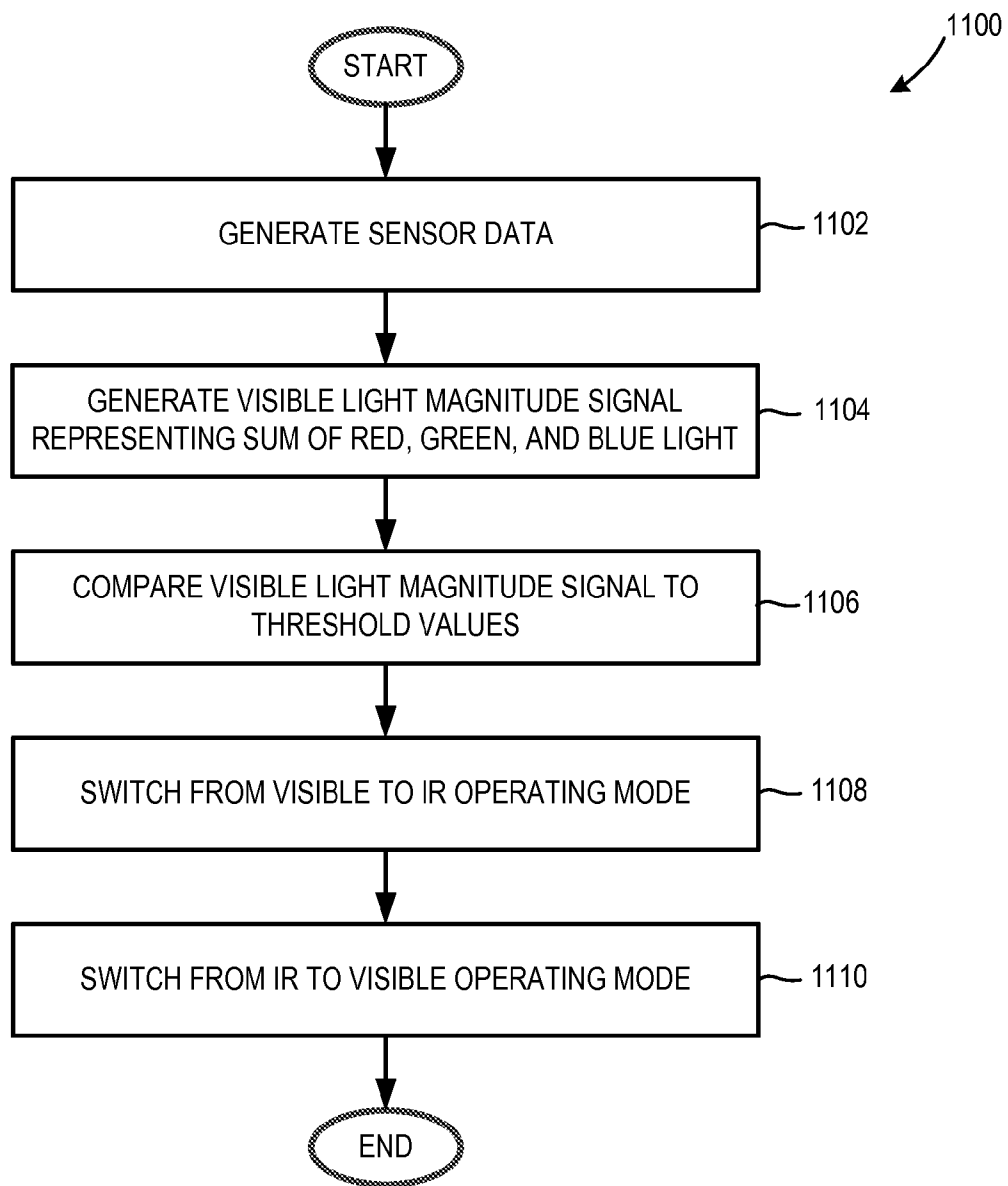 1100
START
GENERATE SENSOR DATA
1102
GENERATE VISIBLE LIGHT MAGNITUDE SIGNAL
REPRESENTING SUM OF RED, GREEN, AND BLUE LIGHT
1104
COMPARE VISIBLE LIGHT MAGNITUDE SIGNAL TO
THRESHOLD VALUES
1106
SWITCH FROM VISIBLE TO IR OPERATING MODE
1108
SWITCH FROM IR TO VISIBLE OPERATING MODE
1110
END